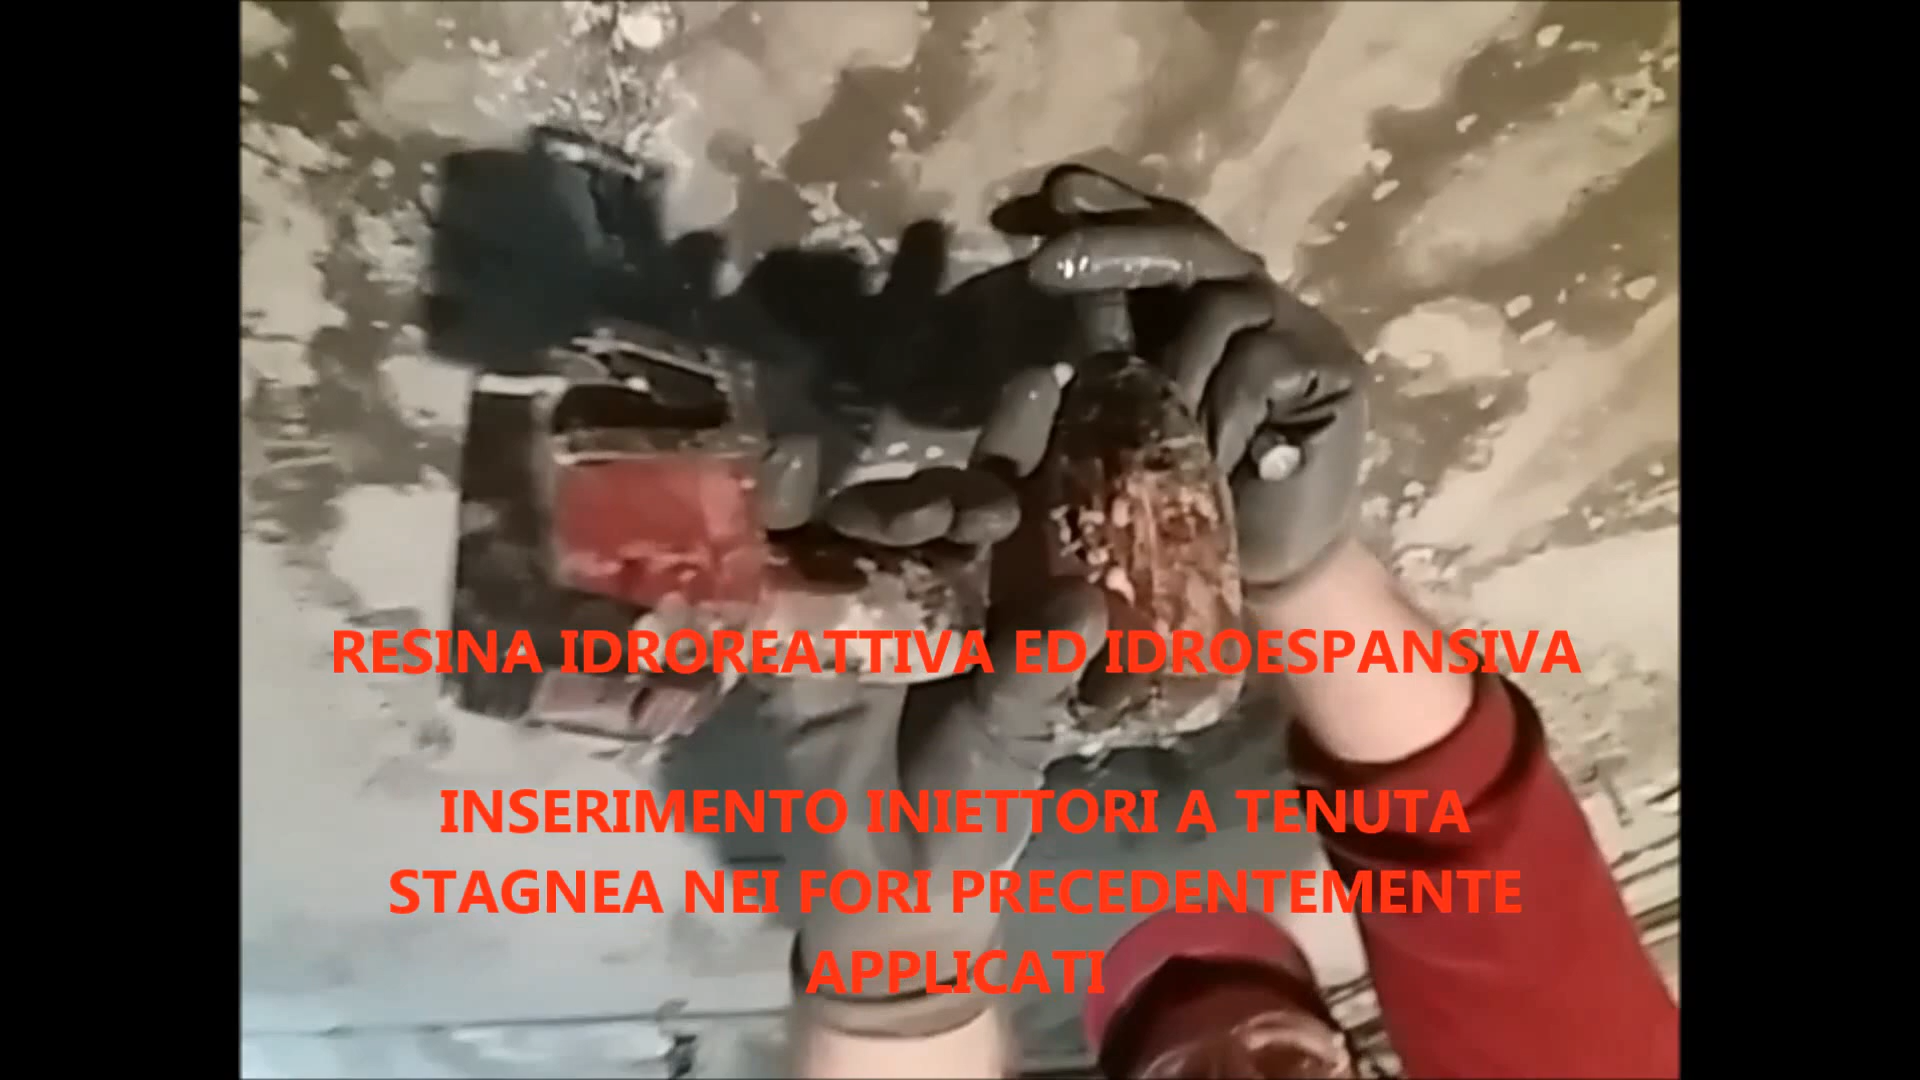 RESINA IDROREATTIVA ED IDROESPANSIVA
INSERIMENTO INIETTORI A TENUTA
STAGNEA NEI FORI PRECEDENTEMENTE
APPLICATI